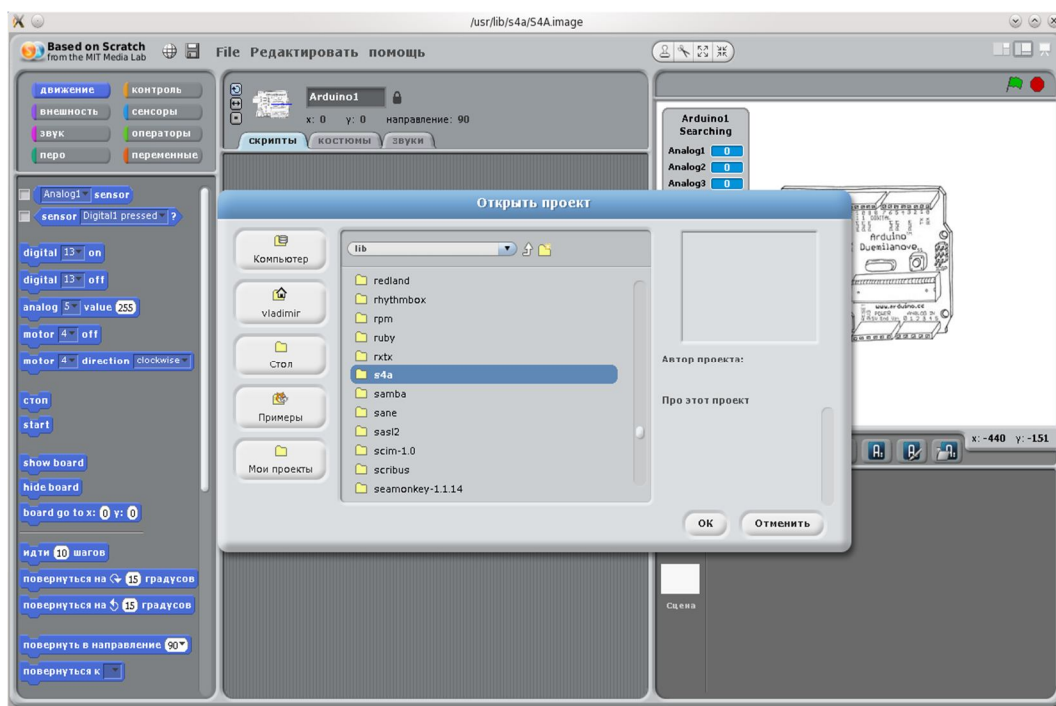 /usr/lib/s4a/S4A.image
Based on Scratch
from the MIT Media Lab
File Редактировать помощь
движение контроль
внешность сенсоры
звук операторы
перо переменные
Analog1 sensor
sensor Digital1 pressed ?
digital 13 on
digital 13 off
analog 5 value 255
motor 4 off
motor 4 direction clockwise
стоп
start
show board
hide board
board go to x: 0 y: 0
идти 10 шагов
повернуться на 15 градусов
повернуться на 15 градусов
повернуть в направление 90
повернуться к
Arduino1
x: 0 y: 0 направление: 90
скрипты костюмы звуки
Arduino1
Searching
Analog1 0
Analog2 0
Analog3 0
Arduino
Duemilanove
Открыть проект
Компьютер
vladimir
Стол
Примеры
Мои проекты
lib
redland
rhythmbox
rpm
ruby
rxtx
s4a
samba
sane
sasl2
scim-1.0
scribus
seamonkey-1.1.14
Автор проекта:
Про этот проект
ОК Отменить
x: -440 y: -151
Сцена